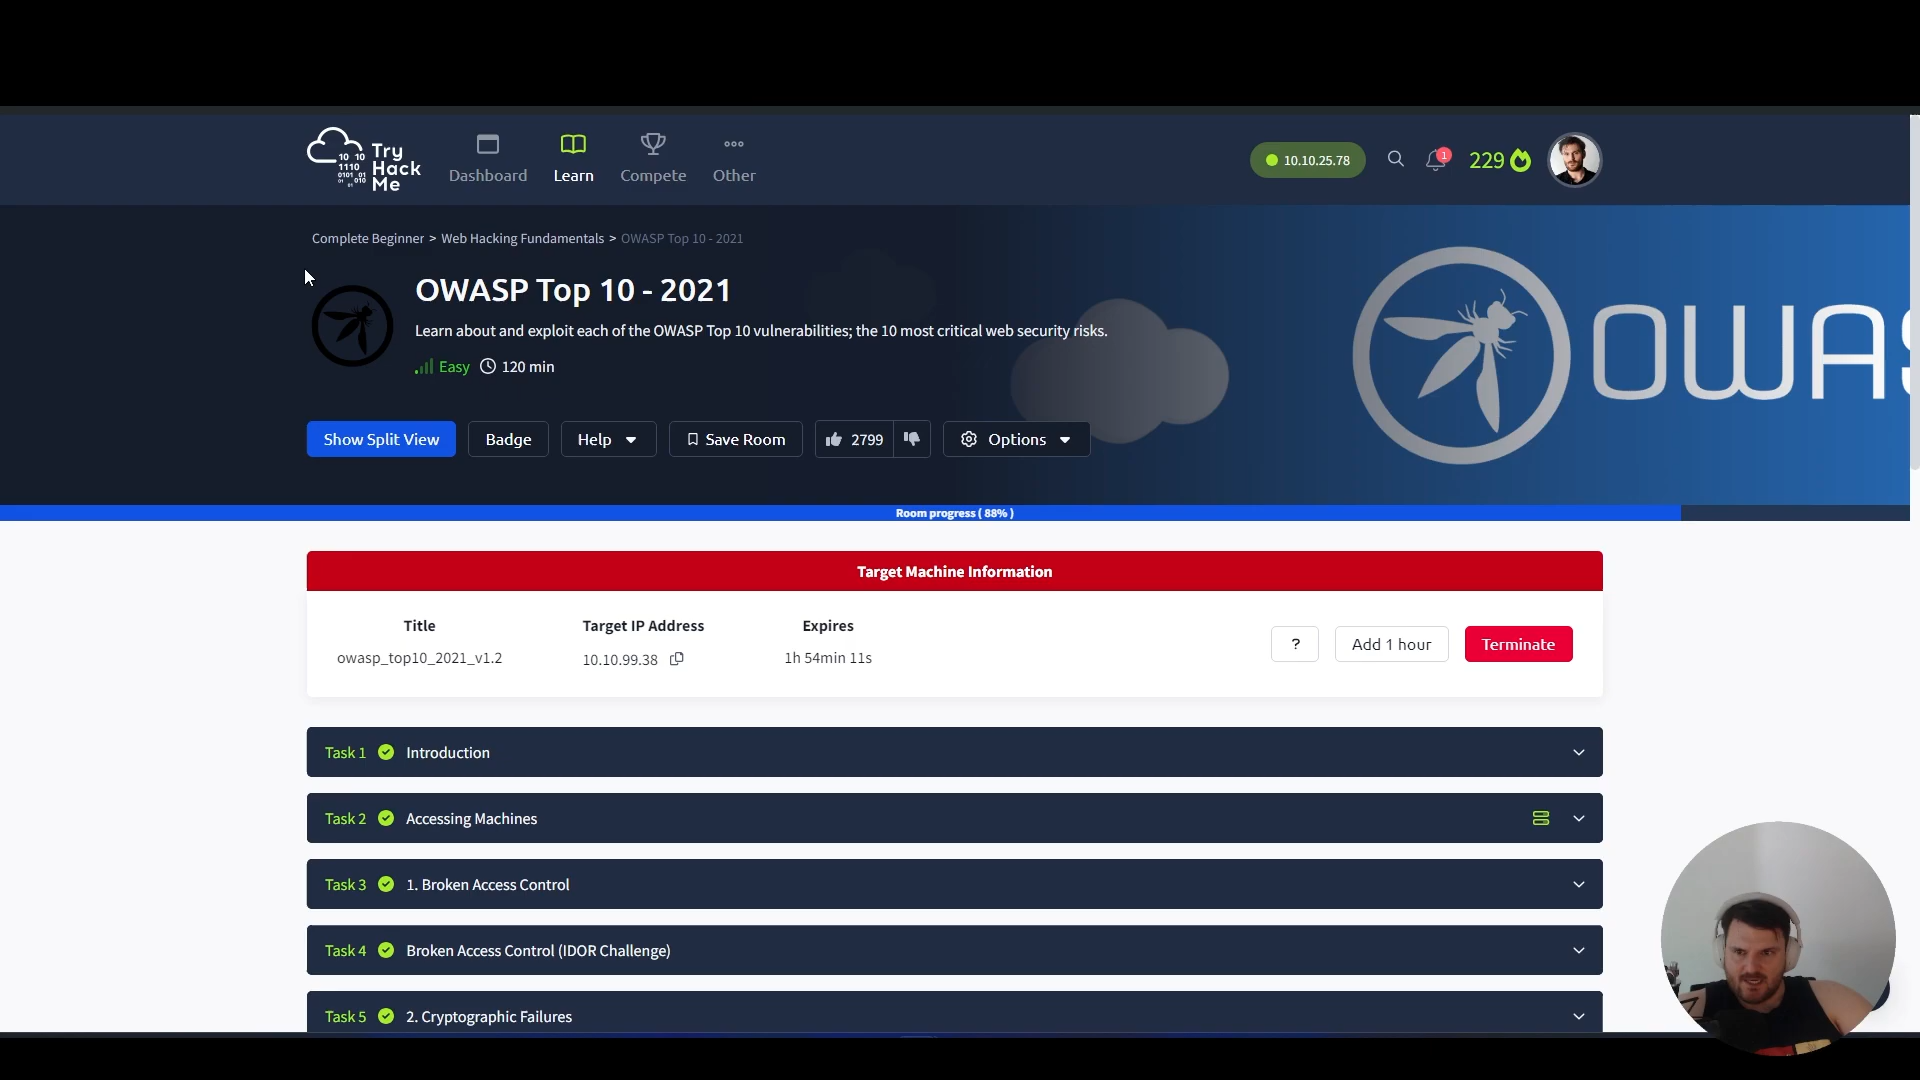 Try
Hack
Me
Dashboard
Learn
Compete
Other
10.10.25.78
1
229
Complete Beginner > Web Hacking Fundamentals > OWASP Top 10 - 2021
OWASP Top 10 - 2021
Learn about and exploit each of the OWASP Top 10 vulnerabilities; the 10 most critical web security risks.
Easy 120 min
OWAS
Show Split View
Badge
Help
Save Room
2799
Options
Room progress ( 88% )
Target Machine Information
Title
Target IP Address
Expires
owasp_top10_2021_v1.2
10.10.99.38
1h 54min 11s
?
Add 1 hour
Terminate
Task 1 Introduction
Task 2 Accessing Machines
Task 3 1. Broken Access Control
Task 4 Broken Access Control (IDOR Challenge)
Task 5 2. Cryptographic Failures